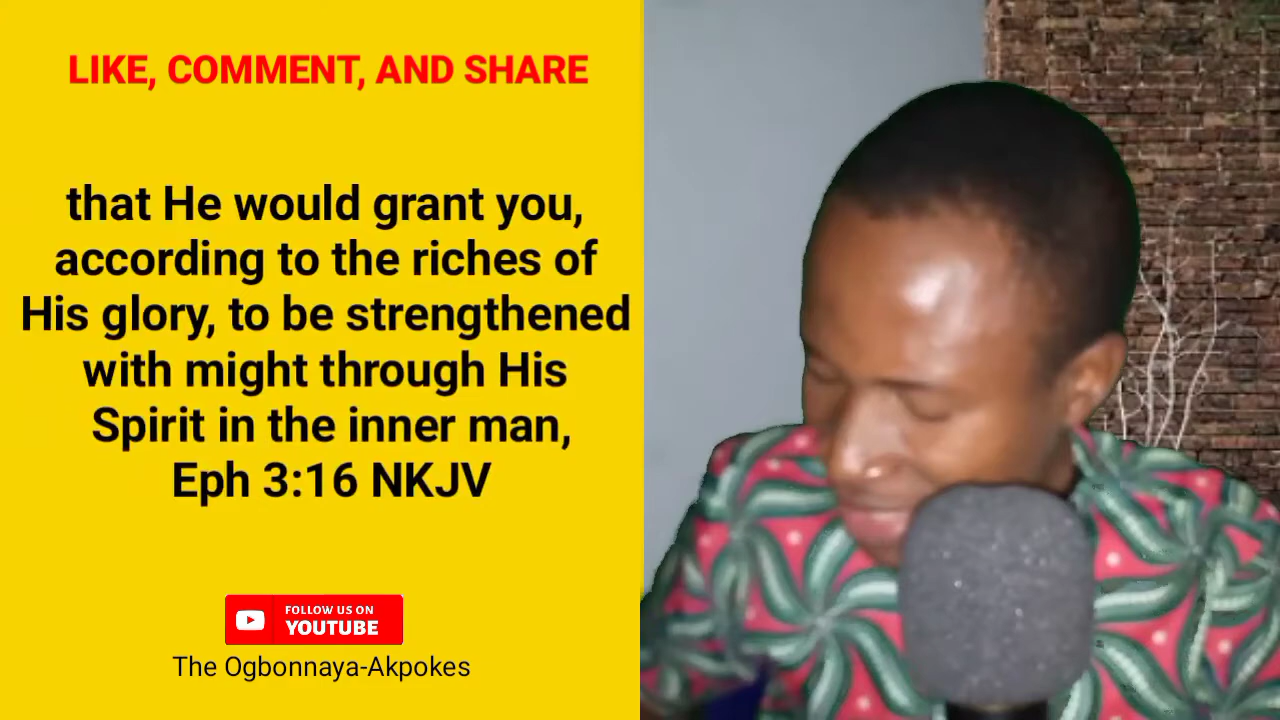 LIKE, COMMENT, AND SHARE
that He would grant you,
according to the riches of
His glory, to be strengthened
with might through His
Spirit in the inner man,
Eph 3:16 NKJV
FOLLOW US ON
YOUTUBE
The Ogbonnaya-Akpokes